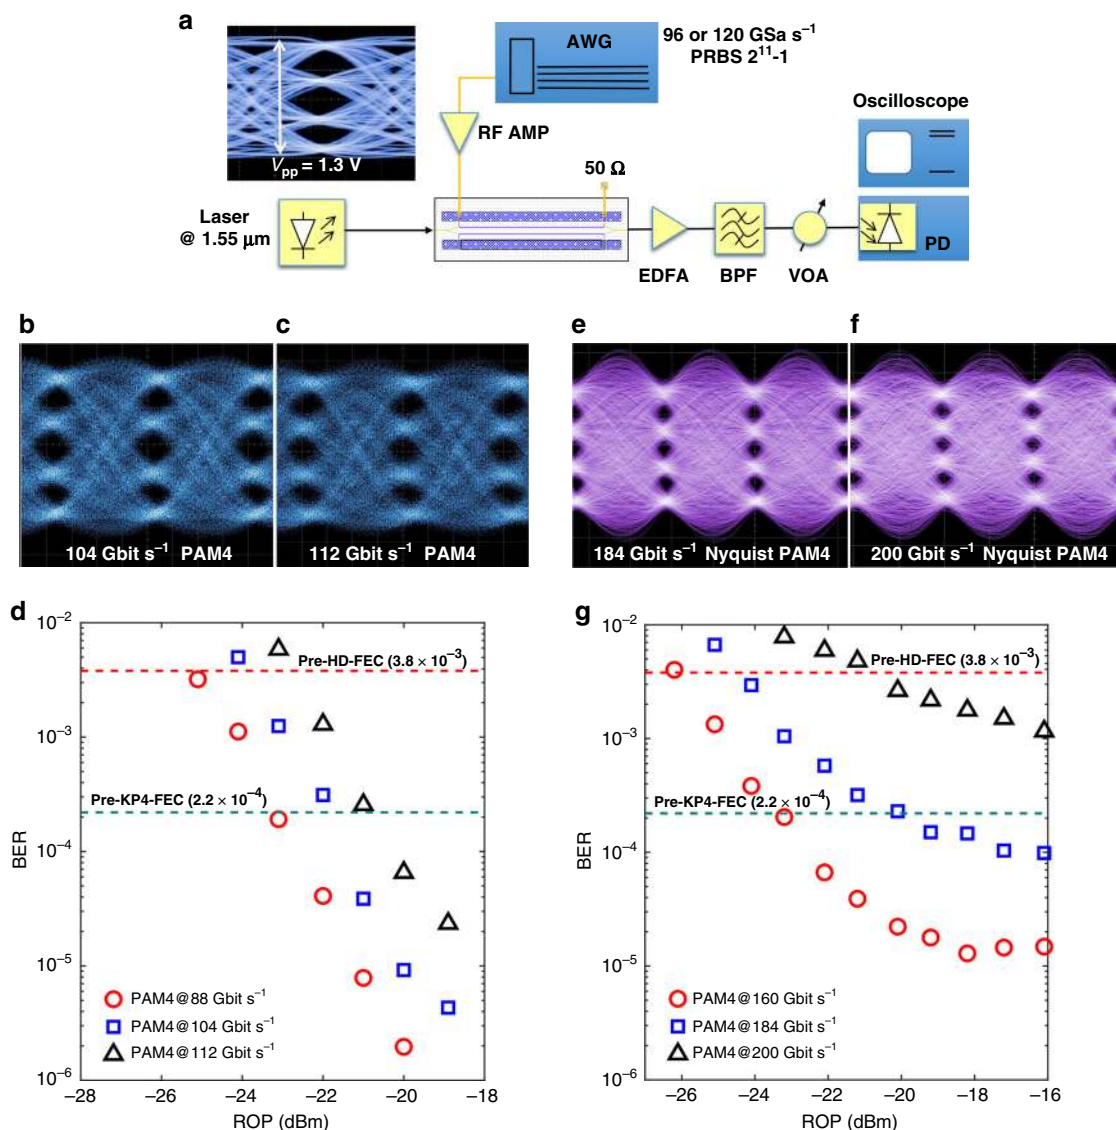 a
AWG
96 or 120 GSa s⁻¹
PRBS 2¹¹-1
RF AMP
Oscilloscope
Vpp = 1.3 V
50 Ω
Laser
@ 1.55 μm
EDFA
BPF
VOA
PD
b
c
e
f
104 Gbit s⁻¹ PAM4
112 Gbit s⁻¹ PAM4
184 Gbit s⁻¹ Nyquist PAM4
200 Gbit s⁻¹ Nyquist PAM4
d
10⁻²
Pre-HD-FEC (3.8 × 10⁻³)
10⁻³
Pre-KP4-FEC (2.2 × 10⁻⁴)
BER
10⁻⁴
10⁻⁵
PAM4@88 Gbit s⁻¹
PAM4@104 Gbit s⁻¹
PAM4@112 Gbit s⁻¹
10⁻⁶
−28 −26 −24 −22 −20 −18
ROP (dBm)
g
10⁻²
Pre-HD-FEC (3.8 × 10⁻³)
10⁻³
Pre-KP4-FEC (2.2 × 10⁻⁴)
BER
10⁻⁴
10⁻⁵
PAM4@160 Gbit s⁻¹
PAM4@184 Gbit s⁻¹
PAM4@200 Gbit s⁻¹
10⁻⁶
−26 −24 −22 −20 −18 −16
ROP (dBm)